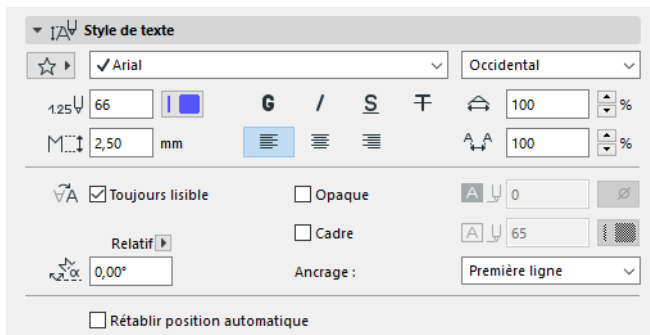 Style de texte
Arial Occidental
1.25 66 G / S T 100 %
M 2,50 mm A A 100 %
A Toujours lisible Opaque A 0 Ø
Relatif Cadre A 65
α 0,00° Ancrage : Première ligne
Rétablir position automatique